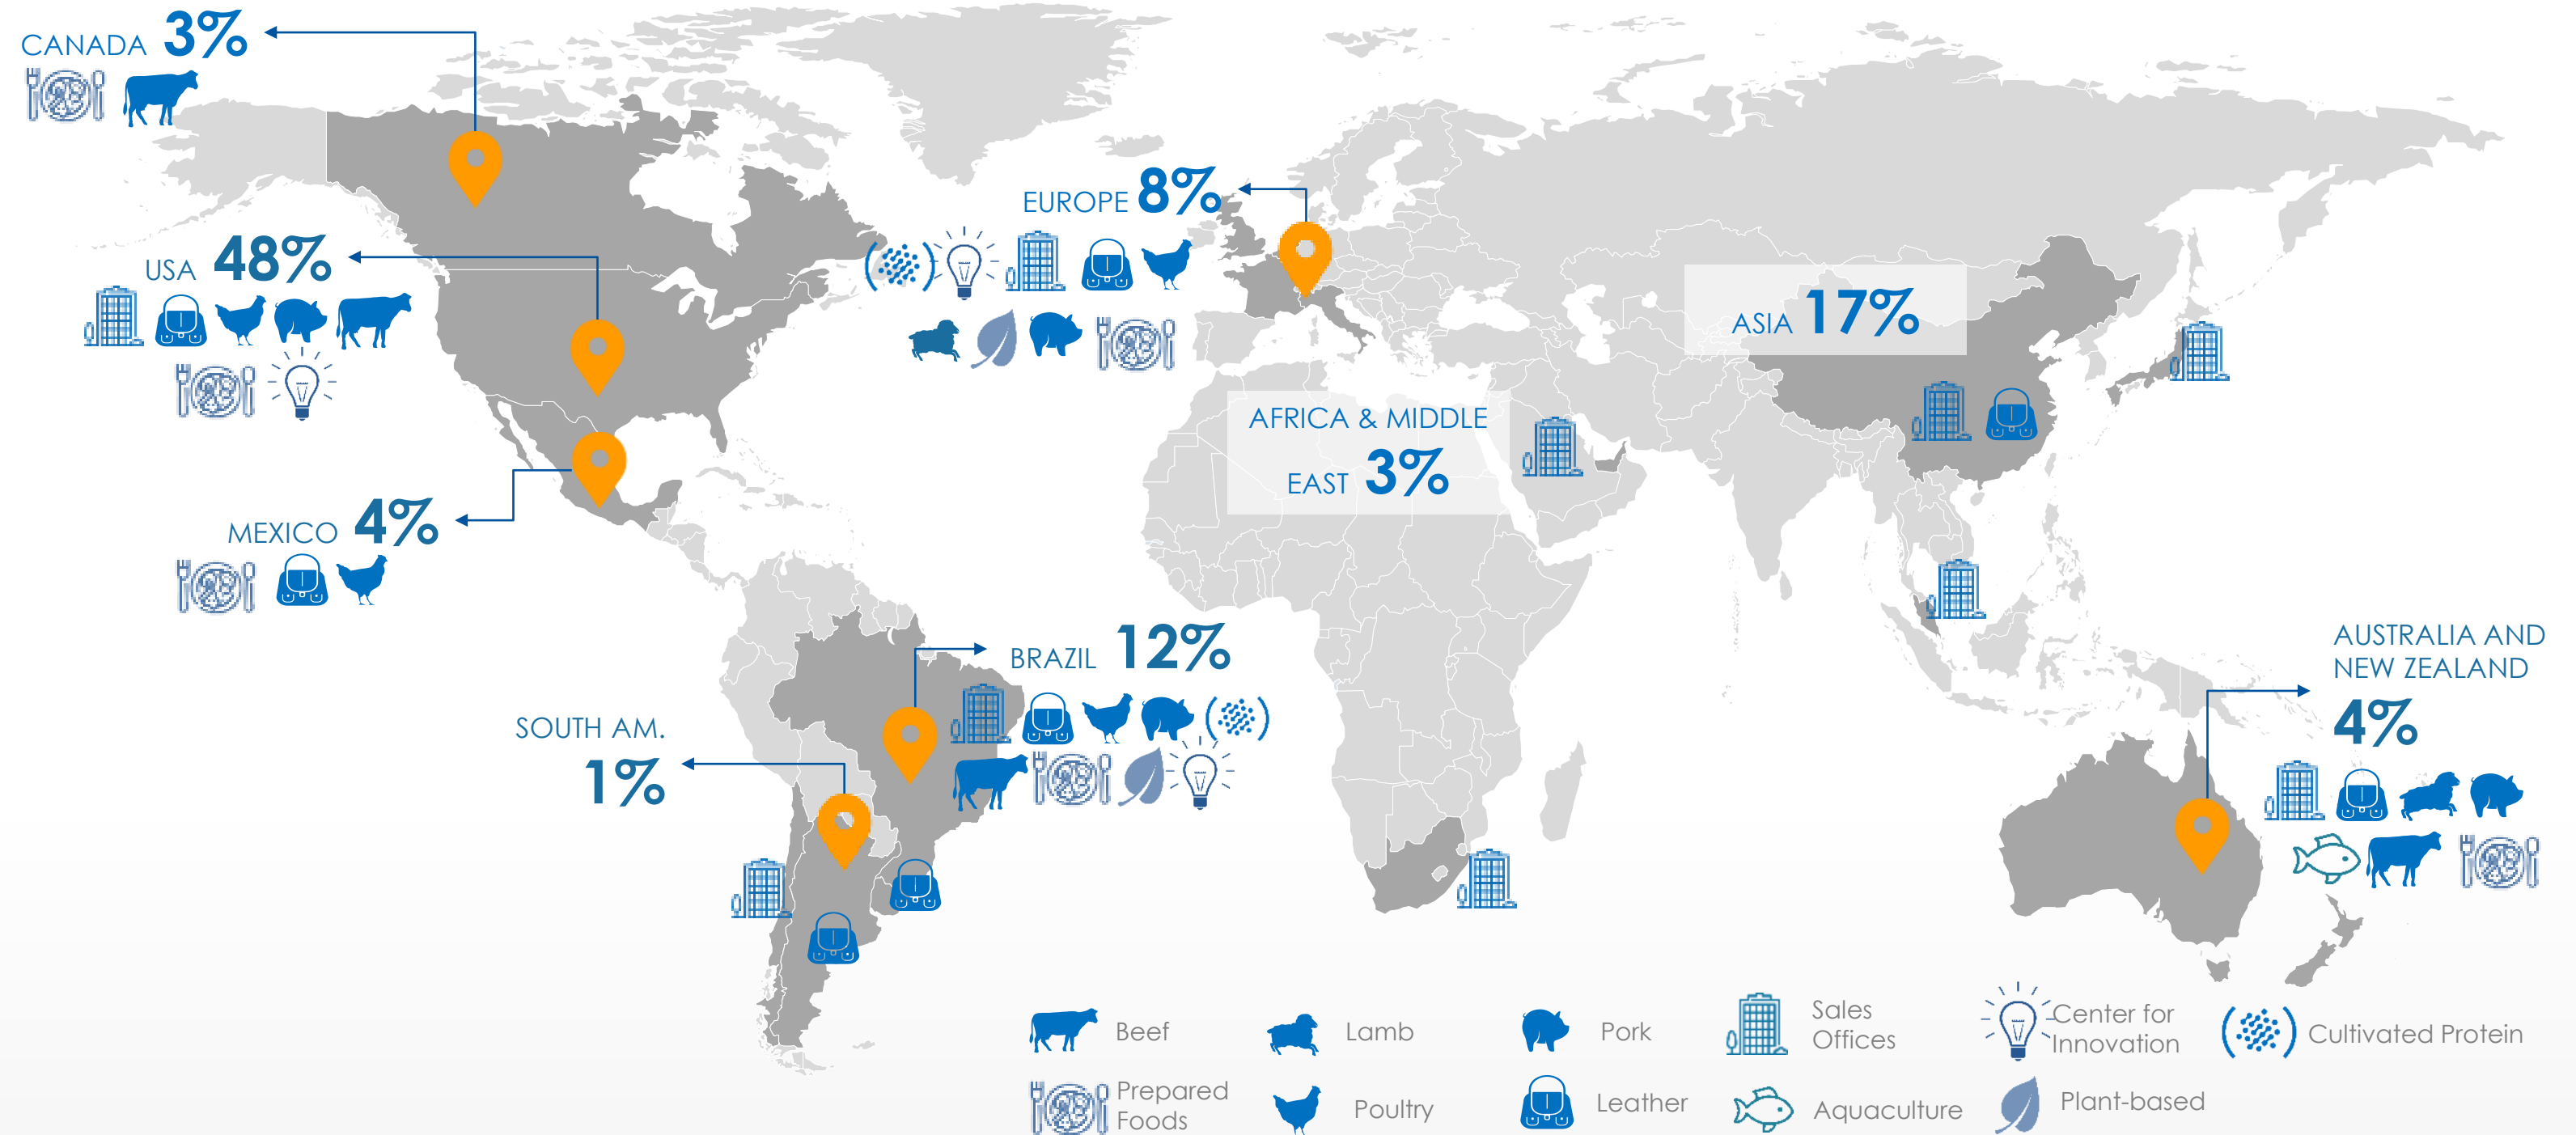 CANADA 3%
EUROPE 8%
USA 48%
ASIA 17%
AFRICA & MIDDLE
EAST 3%
MEXICO 4%
BRAZIL 12%
AUSTRALIA AND
NEW ZEALAND
4%
SOUTH AM.
1%
Beef
Lamb
Pork
Sales
Offices
Center for
Innovation
Cultivated Protein
Prepared
Foods
Poultry
Leather
Aquaculture
Plant-based